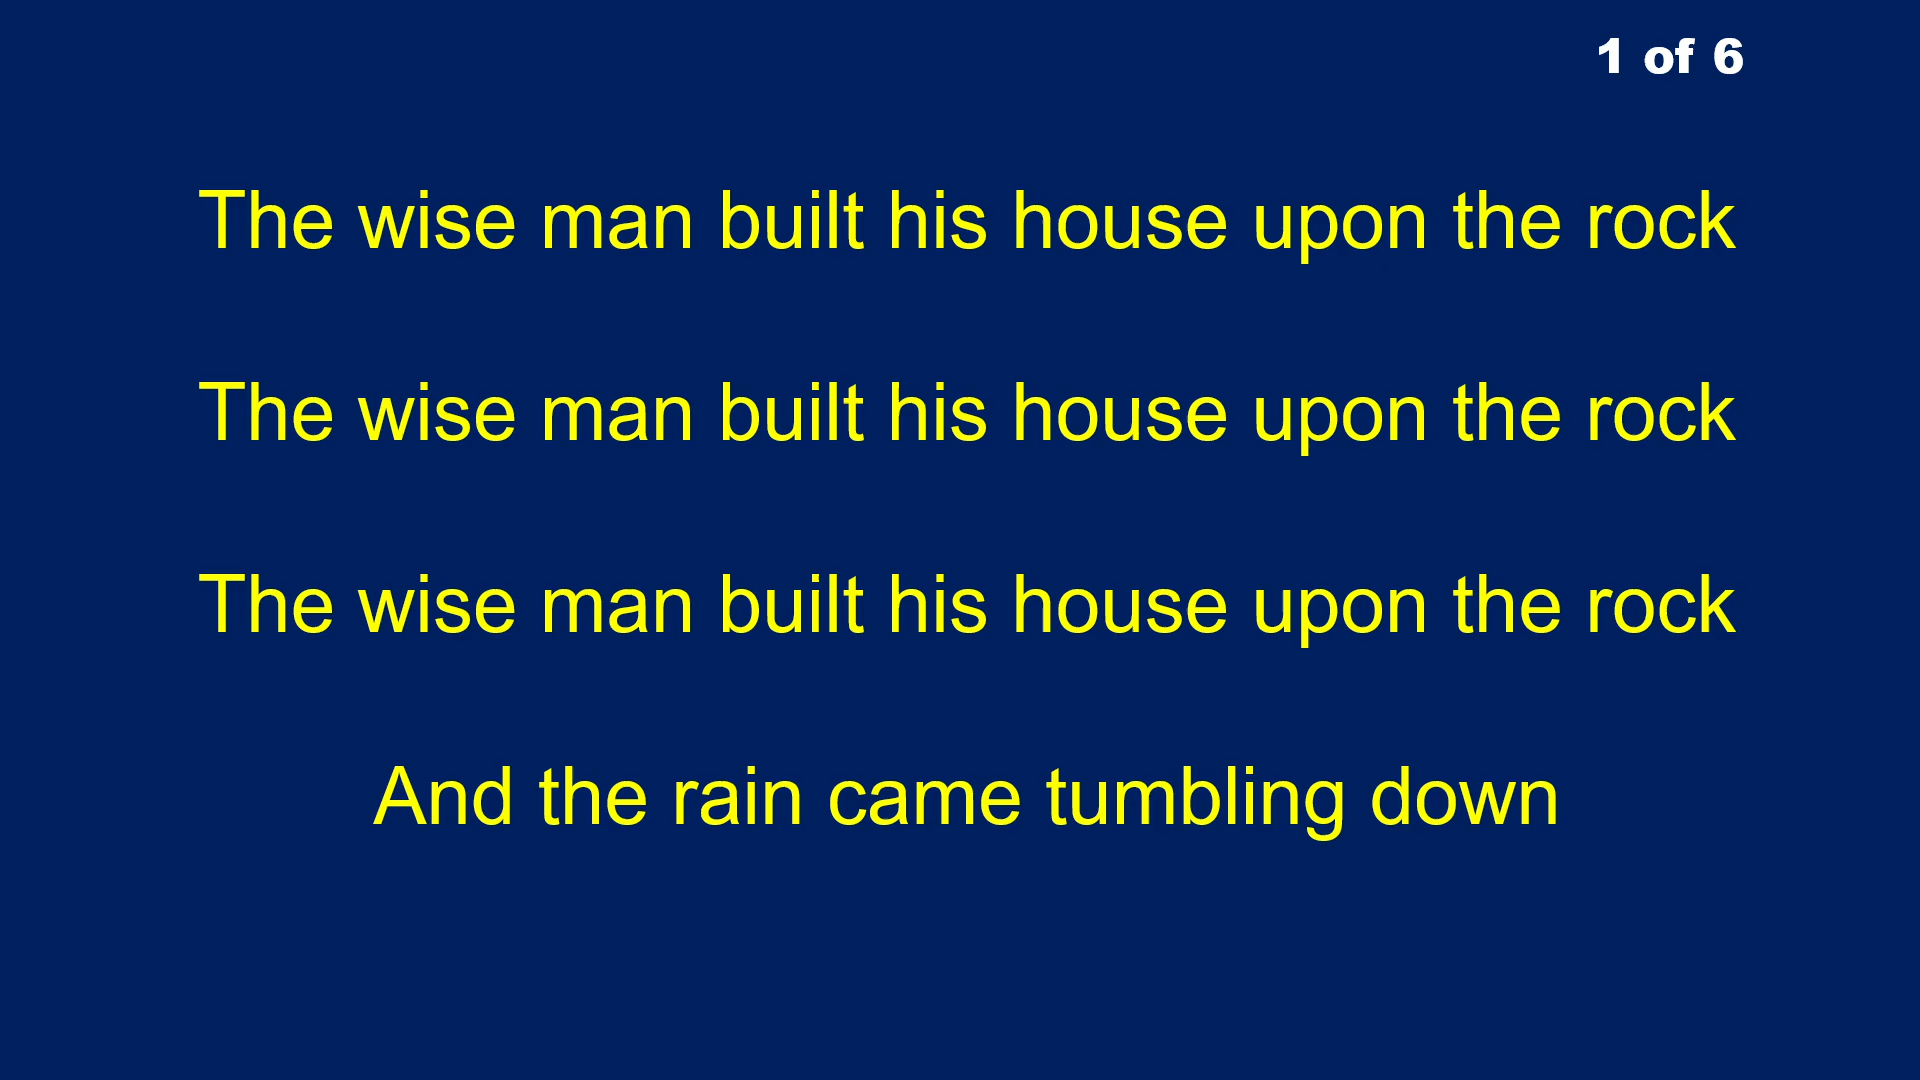 1 of 6
The wise man built his house upon the rock
The wise man built his house upon the rock
The wise man built his house upon the rock
And the rain came tumbling down